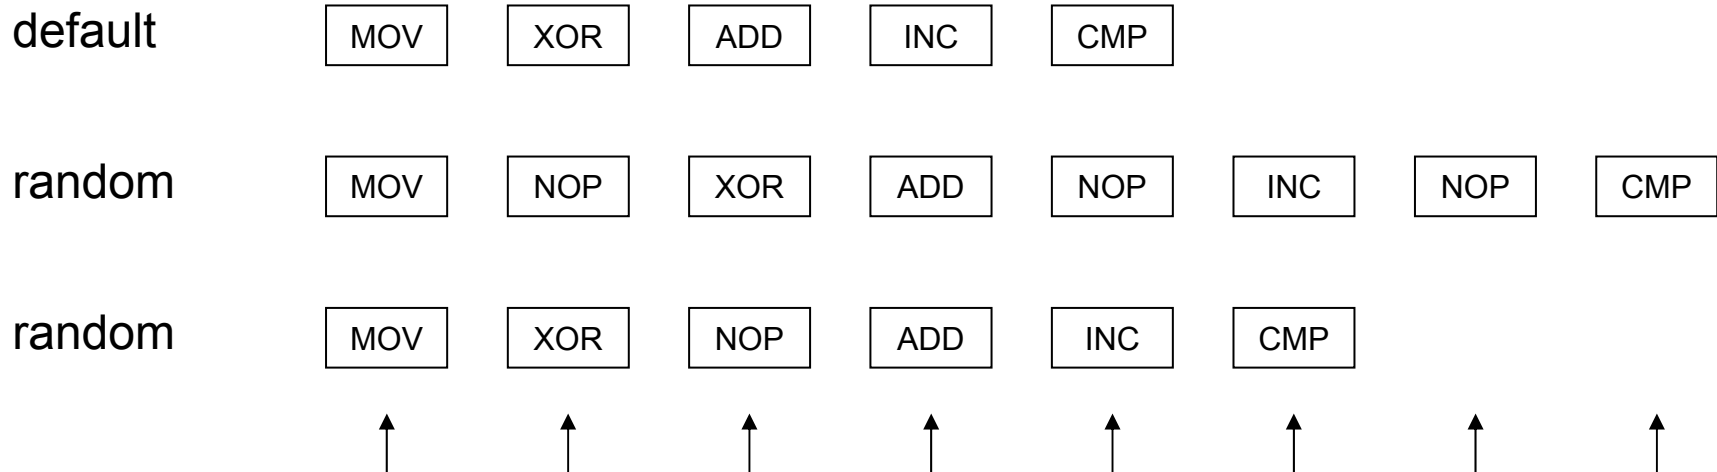 default MOV XOR ADD INC CMP
random MOV NOP XOR ADD NOP INC NOP CMP
random MOV XOR NOP ADD INC CMP